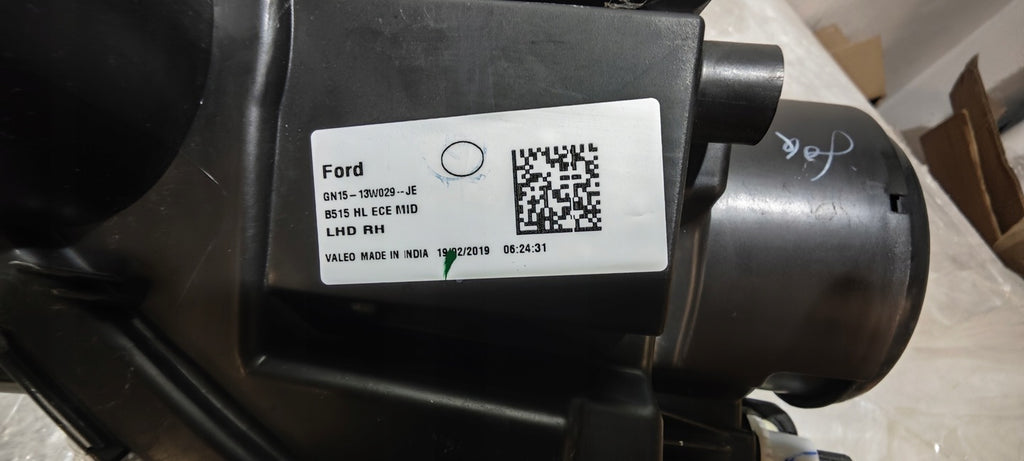 Ford
GN15-13W029--JE
B515 HL ECE MID
LHD RH
VALEO MADE IN INDIA 19/02/2019 06:24:31